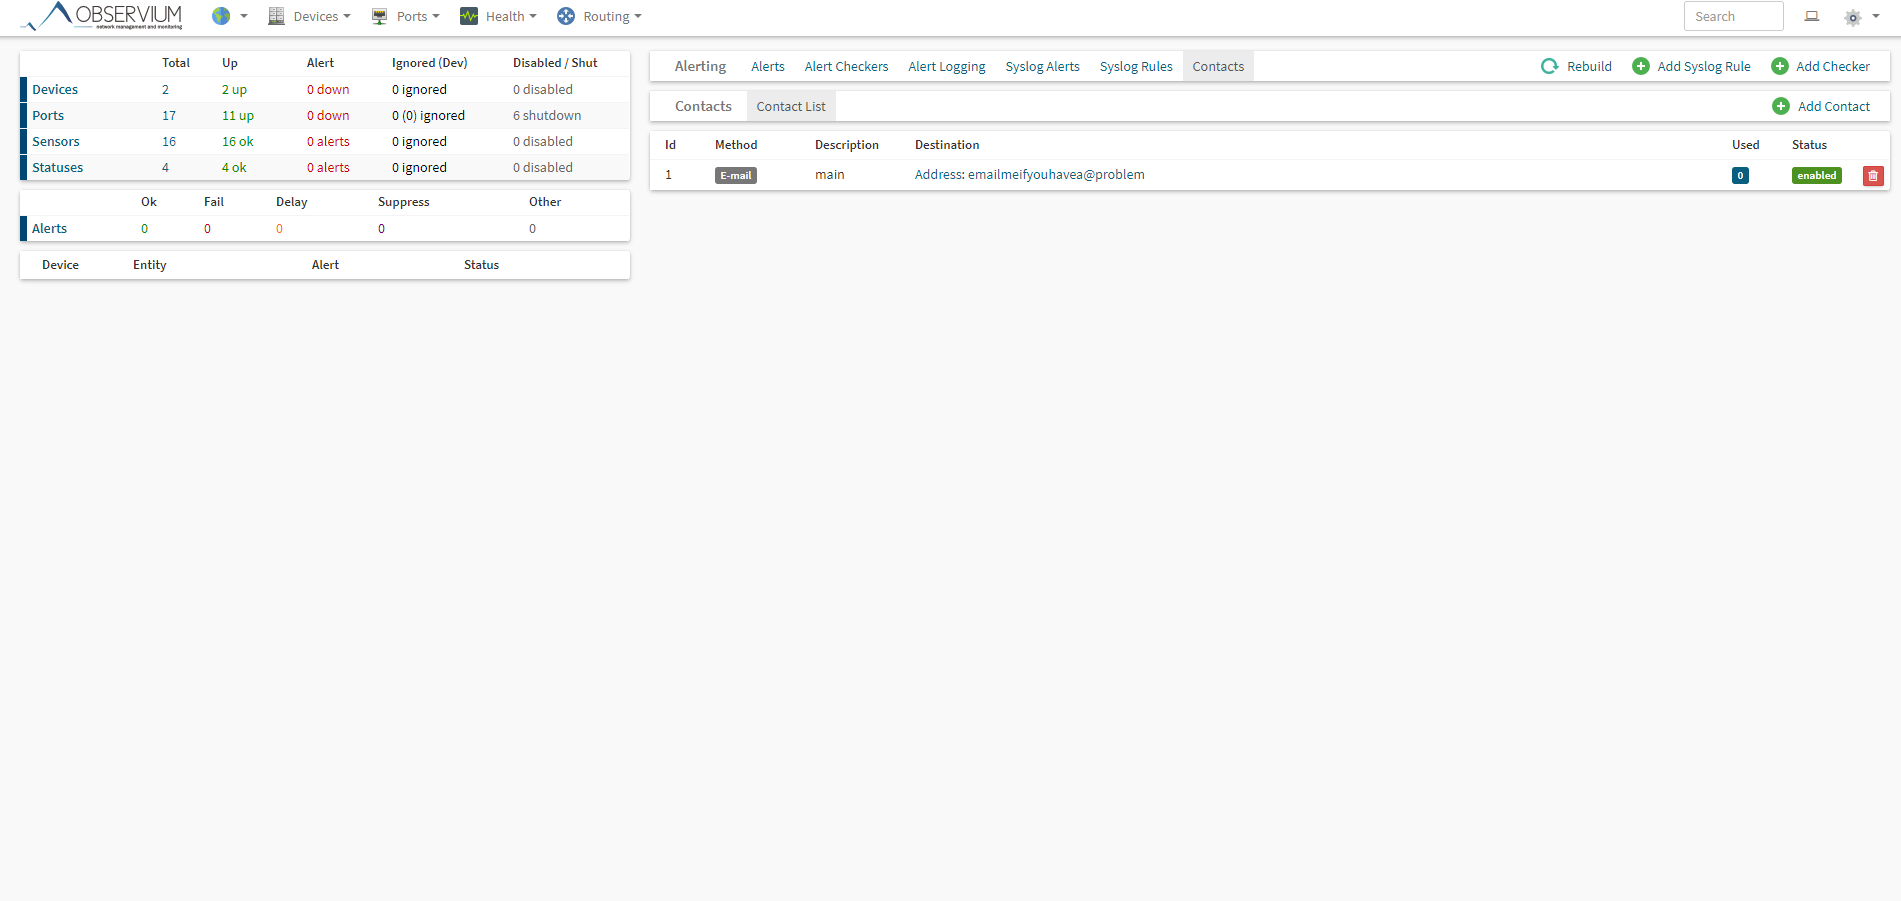 OBSERVIUM
network management and monitoring
Devices Ports Health Routing Search
Total Up Alert Ignored (Dev) Disabled / Shut
Devices 2 2 up 0 down 0 ignored 0 disabled
Ports 17 11 up 0 down 0 (0) ignored 6 shutdown
Sensors 16 16 ok 0 alerts 0 ignored 0 disabled
Statuses 4 4 ok 0 alerts 0 ignored 0 disabled
Ok Fail Delay Suppress Other
Alerts 0 0 0 0 0
Device Entity Alert Status
Alerting Alerts Alert Checkers Alert Logging Syslog Alerts Syslog Rules Contacts Rebuild Add Syslog Rule Add Checker
Contacts Contact List Add Contact
Id Method Description Destination Used Status
1 E-mail main Address: emailmeifyouhavea@problem 0 enabled